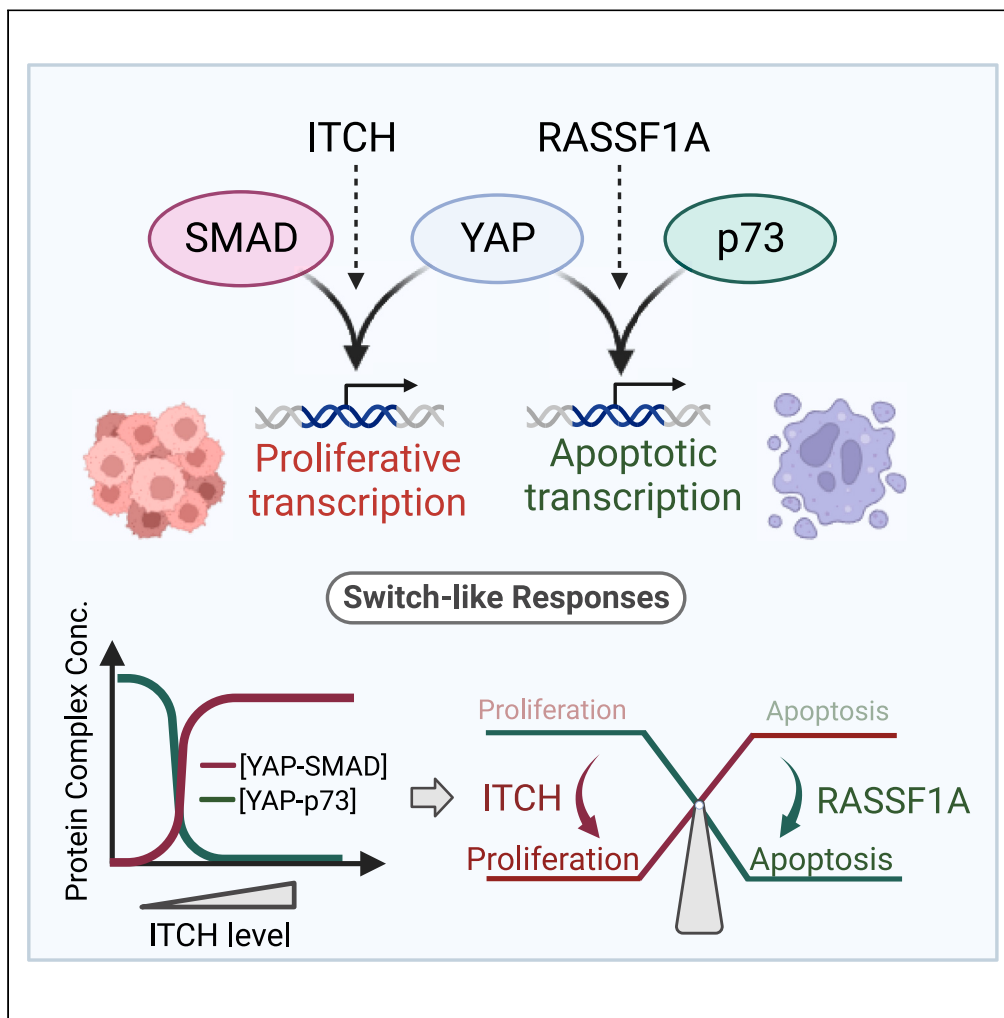 ITCH
RASSF1A
SMAD
YAP
p73
Proliferative
transcription
Apoptotic
transcription
Switch-like Responses
Protein Complex Conc.
[YAP-SMAD]
[YAP-p73]
ITCH level
Proliferation
Apoptosis
ITCH
RASSF1A
Proliferation
Apoptosis